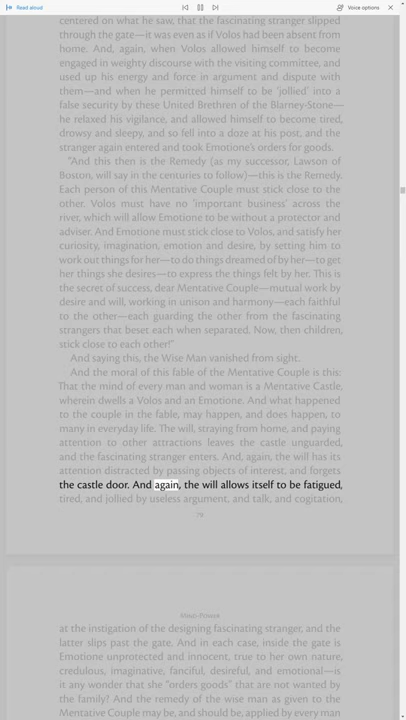 Read aloud
Voice options
centered on what he saw, that the fascinating stranger slipped
through the gate—it was even as if Volos had been absent from
home. And, again, when Volos allowed himself to become
engaged in weighty discourse with the visiting committee, and
used up his energy and force in argument and dispute with
them—and when he permitted himself to be 'jollied' into a
false security by these United Brethren of the Blarney-Stone—
he relaxed his vigilance, and allowed himself to become tired,
drowsy and sleepy, and so fell into a doze at his post, and the
stranger again entered and took Emotione's orders for goods.
"And this then is the Remedy (as my successor, Lawson of
Boston, will say in the centuries to follow)—this is the Remedy.
Each person of this Mentative Couple must stick close to the
other. Volos must have no 'important business' across the
river, which will allow Emotione to be without a protector and
adviser. And Emotione must stick close to Volos, and satisfy her
curiosity, imagination, emotion and desire, by setting him to
work out things for her—to do things dreamed of by her—to get
her things she desires—to express the things felt by her. This is
the secret of success, dear Mentative Couple—mutual work by
desire and will, working in unison and harmony—each faithful
to the other—each guarding the other from the fascinating
strangers that beset each when separated. Now, then children,
stick close to each other!"
And saying this, the Wise Man vanished from sight.
And the moral of this fable of the Mentative Couple is this:
That the mind of every man and woman is a Mentative Castle,
wherein dwells a Volos and an Emotione. And what happened
to the couple in the fable, may happen, and does happen, to
many in everyday life. The will, straying from home, and paying
attention to other attractions leaves the castle unguarded,
and the fascinating stranger enters. And, again, the will has its
attention distracted by passing objects of interest, and forgets
the castle door. And again, the will allows itself to be fatigued,
tired, and jollied by useless argument, and talk, and cogitation,
79
Mind-Power
at the instigation of the designing fascinating stranger, and the
latter slips past the gate. And in each case, inside the gate is
Emotione unprotected and innocent, true to her own nature,
credulous, imaginative, fanciful, desireful, and emotional—is
it any wonder that she "orders goods" that are not wanted by
the family? And the remedy of the wise man as given to the
Mentative Couple may be, and should be, applied by every man